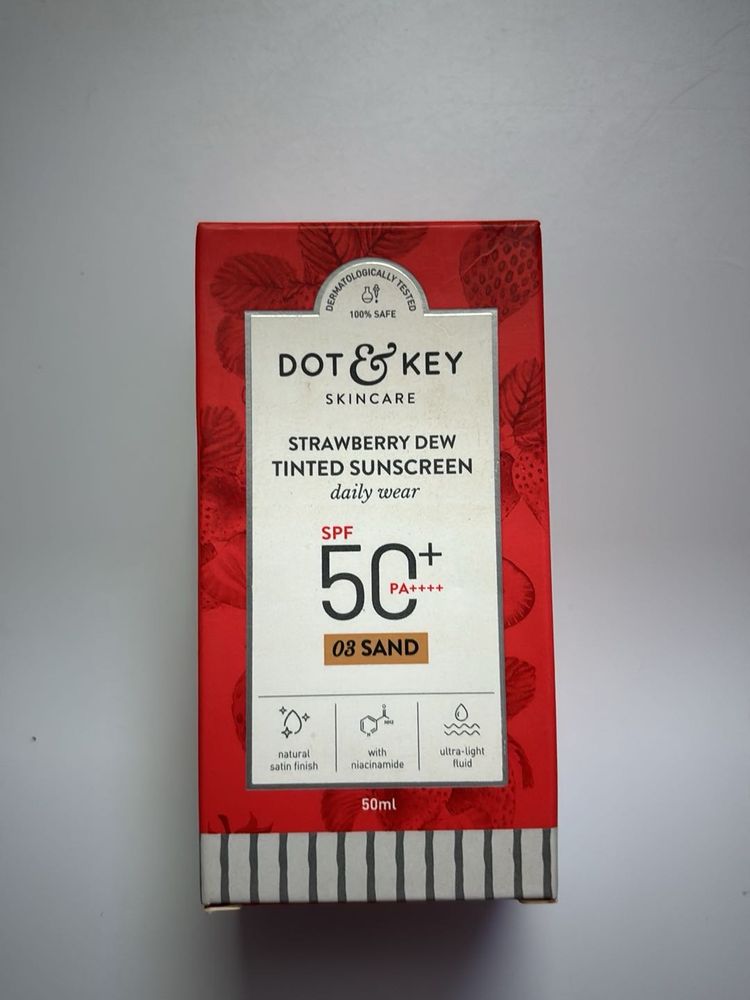 DERMATOLOGICALLY TESTED
100% SAFE
DOT & KEY
SKINCARE
STRAWBERRY DEW
TINTED SUNSCREEN
daily wear
SPF
50+
PA++++
03 SAND
natural
satin finish
NH2
with
niacinamide
ultra-light
fluid
50ml